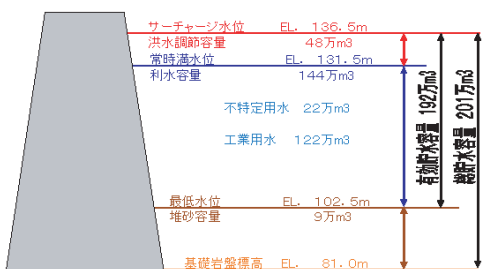 サーチャージ水位 EL. 136.5m
洪水調節容量 48万m3
常時満水位 EL. 131.5m
利水容量 144万m3
不特定用水 22万m3
工業用水 122万m3
有効貯水容量 192万m3
総貯水容量 201万m3
最低水位 EL. 102.5m
堆砂容量 9万m3
基礎岩盤標高 EL. 81.0m